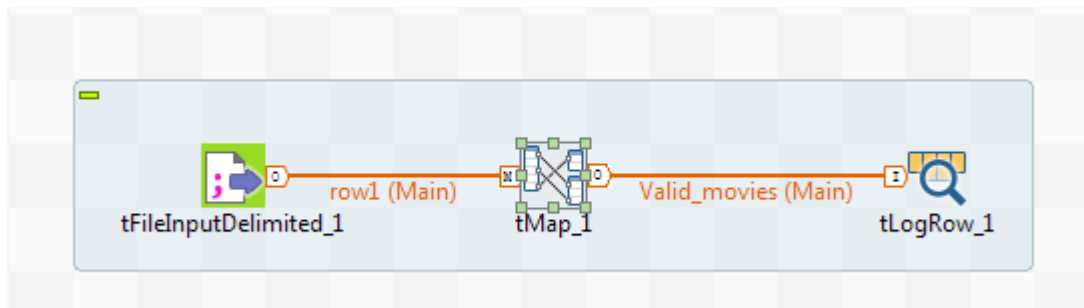 row1 (Main)
Valid_movies (Main)
tFileInputDelimited_1
tMap_1
tLogRow_1